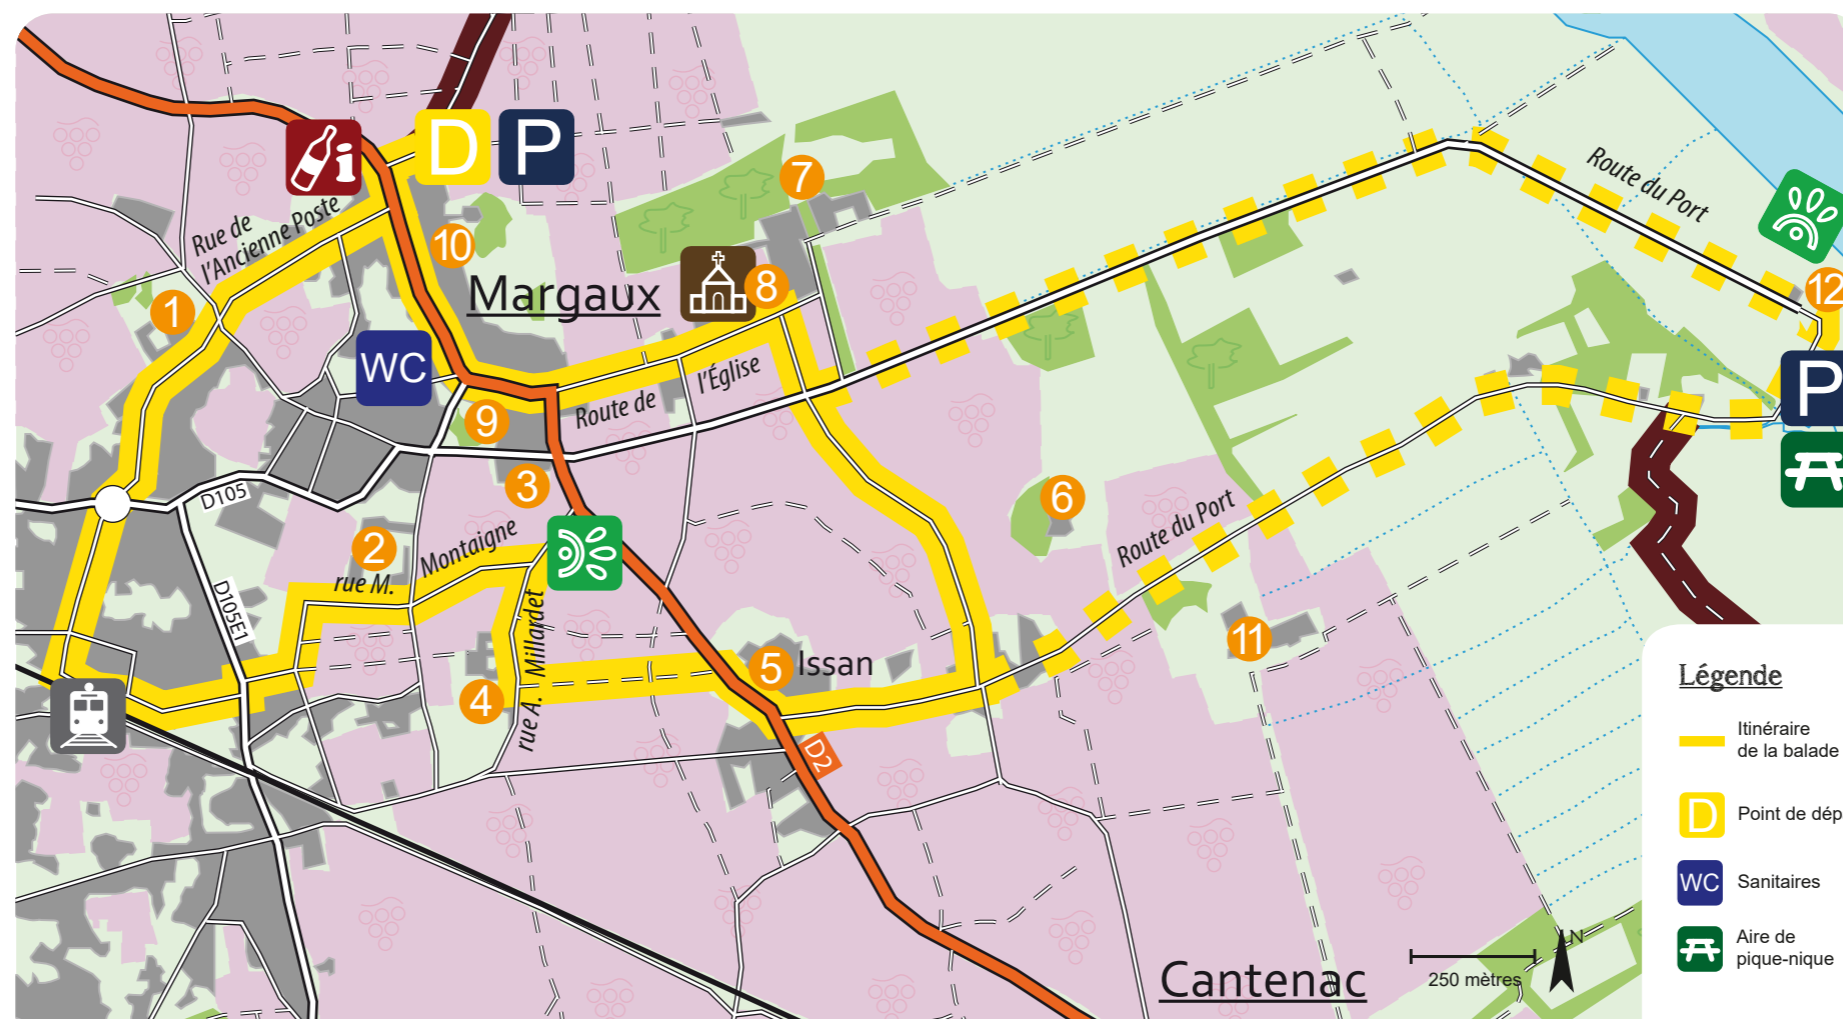 D
P
i
7
Rue de
l'Ancienne Poste
10
Margaux
8
1
WC
Route du Port
12
P
9
Route de
l'Église
3
D105
2
rue M.
Montaigne
6
Route du Port
D105E1
rue A. Millardet
11
4
5
Issan
D2
Cantenac
250 mètres
N
Légende
Itinéraire
de la balade
D
Point de dép
WC
Sanitaires
Aire de
pique-nique